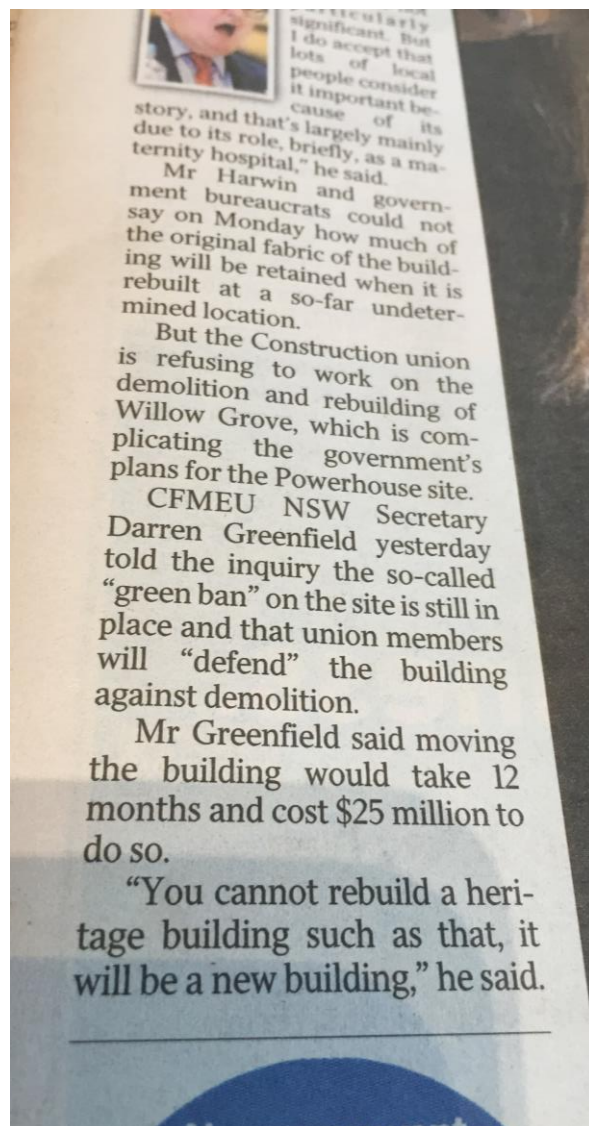 particularly
significant. But
I do accept that
lots of local
people consider
it important be-
cause of its
story, and that's largely mainly
due to its role, briefly, as a ma-
ternity hospital," he said.
Mr Harwin and govern-
ment bureaucrats could not
say on Monday how much of
the original fabric of the build-
ing will be retained when it is
rebuilt at a so-far undeter-
mined location.
But the Construction union
is refusing to work on the
demolition and rebuilding of
Willow Grove, which is com-
plicating the government's
plans for the Powerhouse site.
CFMEU NSW Secretary
Darren Greenfield yesterday
told the inquiry the so-called
“green ban” on the site is still in
place and that union members
will “defend” the building
against demolition.
Mr Greenfield said moving
the building would take 12
months and cost $25 million to
do so.
“You cannot rebuild a heri-
tage building such as that, it
will be a new building,” he said.